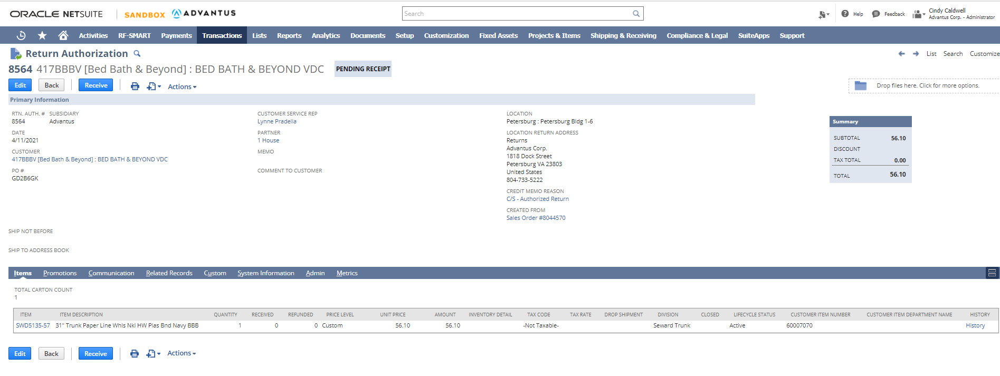 ORACLE NETSUITE SANDBOX ADVANTUS Search Help Feedback Cindy Caldwell
Advantus Corp. - Administrator
Activities RF-SMART Payments Transactions Lists Reports Analytics Documents Setup Customization Fixed Assets Projects & Items Shipping & Receiving Compliance & Legal SuiteApps Support
Return Authorization List Search Customize
8564 417BBBV [Bed Bath & Beyond] : BED BATH & BEYOND VDC PENDING RECEIPT
Edit Back Receive Actions Drop files here. Click for more options.
Primary Information
RTN. AUTH. # SUBSIDIARY
8564 Advantus
DATE
4/11/2021
CUSTOMER
417BBBV [Bed Bath & Beyond] : BED BATH & BEYOND VDC
PO #
GD2B6GK
CUSTOMER SERVICE REP
Lynne Pradella
PARTNER
1 House
MEMO
COMMENT TO CUSTOMER
LOCATION
Petersburg : Petersburg Bldg 1-6
LOCATION RETURN ADDRESS
Returns
Advantus Corp.
1818 Dock Street
Petersburg VA 23803
United States
804-733-5222
CREDIT MEMO REASON
C/S - Authorized Return
CREATED FROM
Sales Order #8044570
Summary
SUBTOTAL 56.10
DISCOUNT
TAX TOTAL 0.00
TOTAL 56.10
SHIP NOT BEFORE
SHIP TO ADDRESS BOOK
Items Promotions Communication Related Records Custom System Information Admin Metrics
TOTAL CARTON COUNT
1
ITEM ITEM DESCRIPTION QUANTITY RECEIVED REFUNDED PRICE LEVEL UNIT PRICE AMOUNT INVENTORY DETAIL TAX CODE TAX RATE DROP SHIPMENT DIVISION CLOSED LIFECYCLE STATUS CUSTOMER ITEM NUMBER CUSTOMER ITEM DEPARTMENT NAME HISTORY
SWD5135-57 31" Trunk Paper Line Whls Nkl HW Plas Bnd Navy BBB 1 0 0 Custom 56.10 56.10 -Not Taxable- Seward Trunk Active 60007070 History
Edit Back Receive Actions